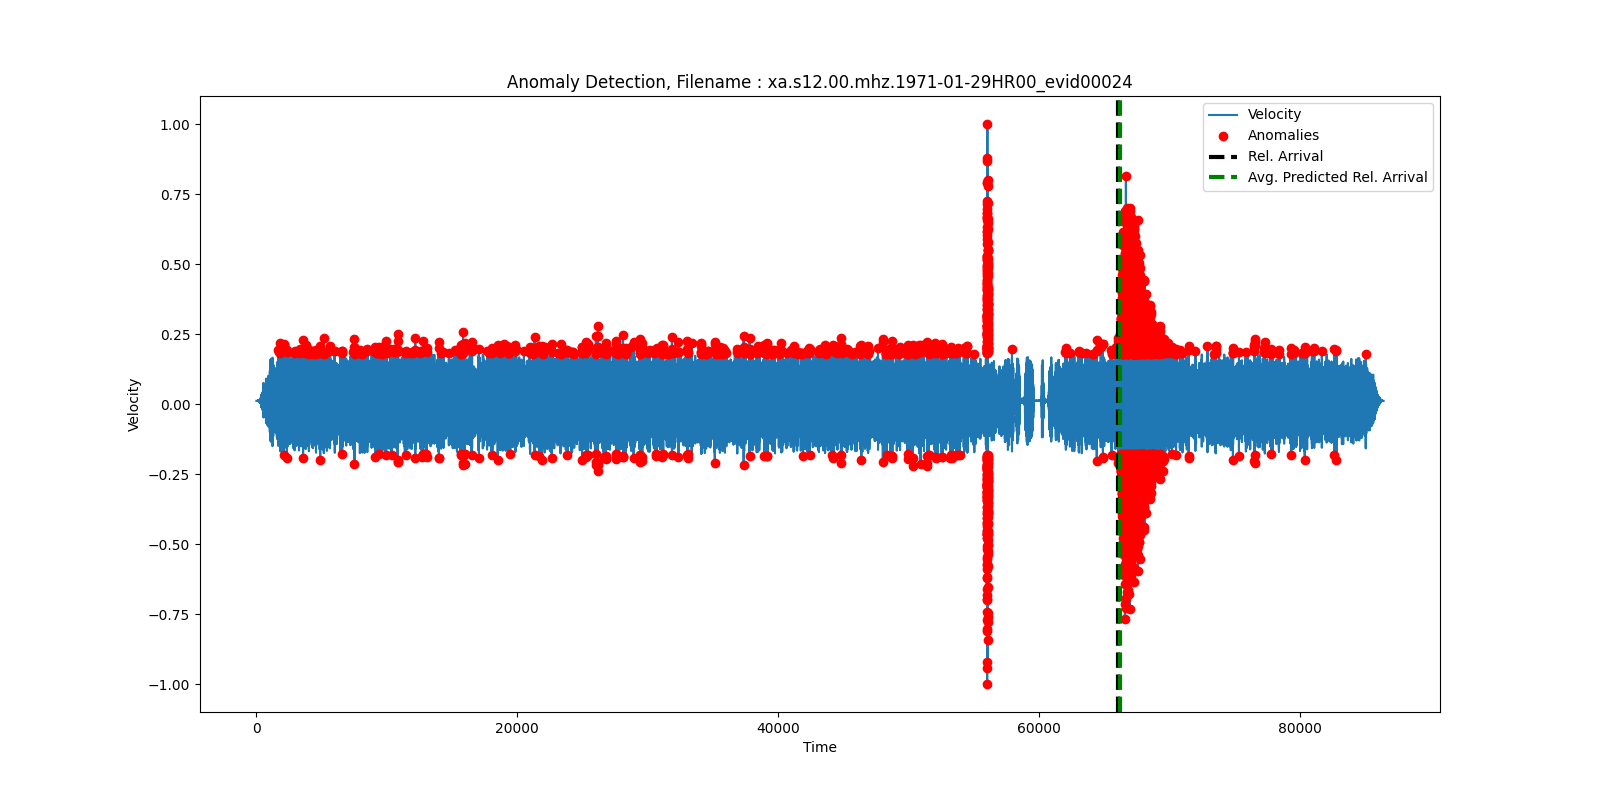 Anomaly Detection, Filename : xa.s12.00.mhz.1971-01-29HR00_evid00024
Velocity
Anomalies
Rel. Arrival
Avg. Predicted Rel. Arrival
1.00
0.75
0.50
0.25
0.00
−0.25
−0.50
−0.75
−1.00
Velocity
0
20000
40000
60000
80000
Time